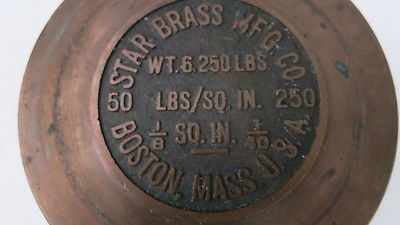 STAR BRASS M'F'G. CO.
WT. 6.250 LBS.
50 LBS/SQ. IN. 250
1/8 SQ. IN. 1/40
BOSTON, MASS. U.S.A.